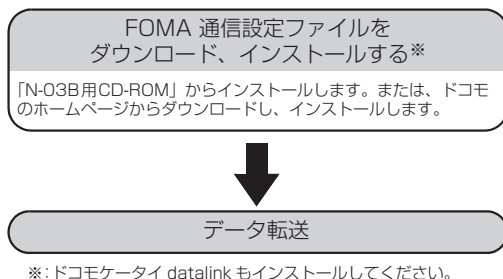 FOMA 通信設定ファイルを
ダウンロード、インストールする※
「N-03B用CD-ROM」からインストールします。または、ドコモ
のホームページからダウンロードし、インストールします。
データ転送
※：ドコモケータイ datalink もインストールしてください。